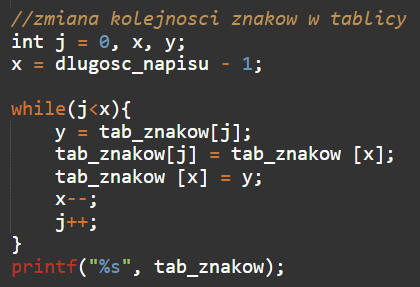 //zmiana kolejnosci znakow w tablicy
int j = 0, x, y;
x = dlugosc_napisu - 1;

while(j<x){
    y = tab_znakow[j];
    tab_znakow[j] = tab_znakow [x];
    tab_znakow [x] = y;
    x--;
    j++;
}
printf("%s", tab_znakow);